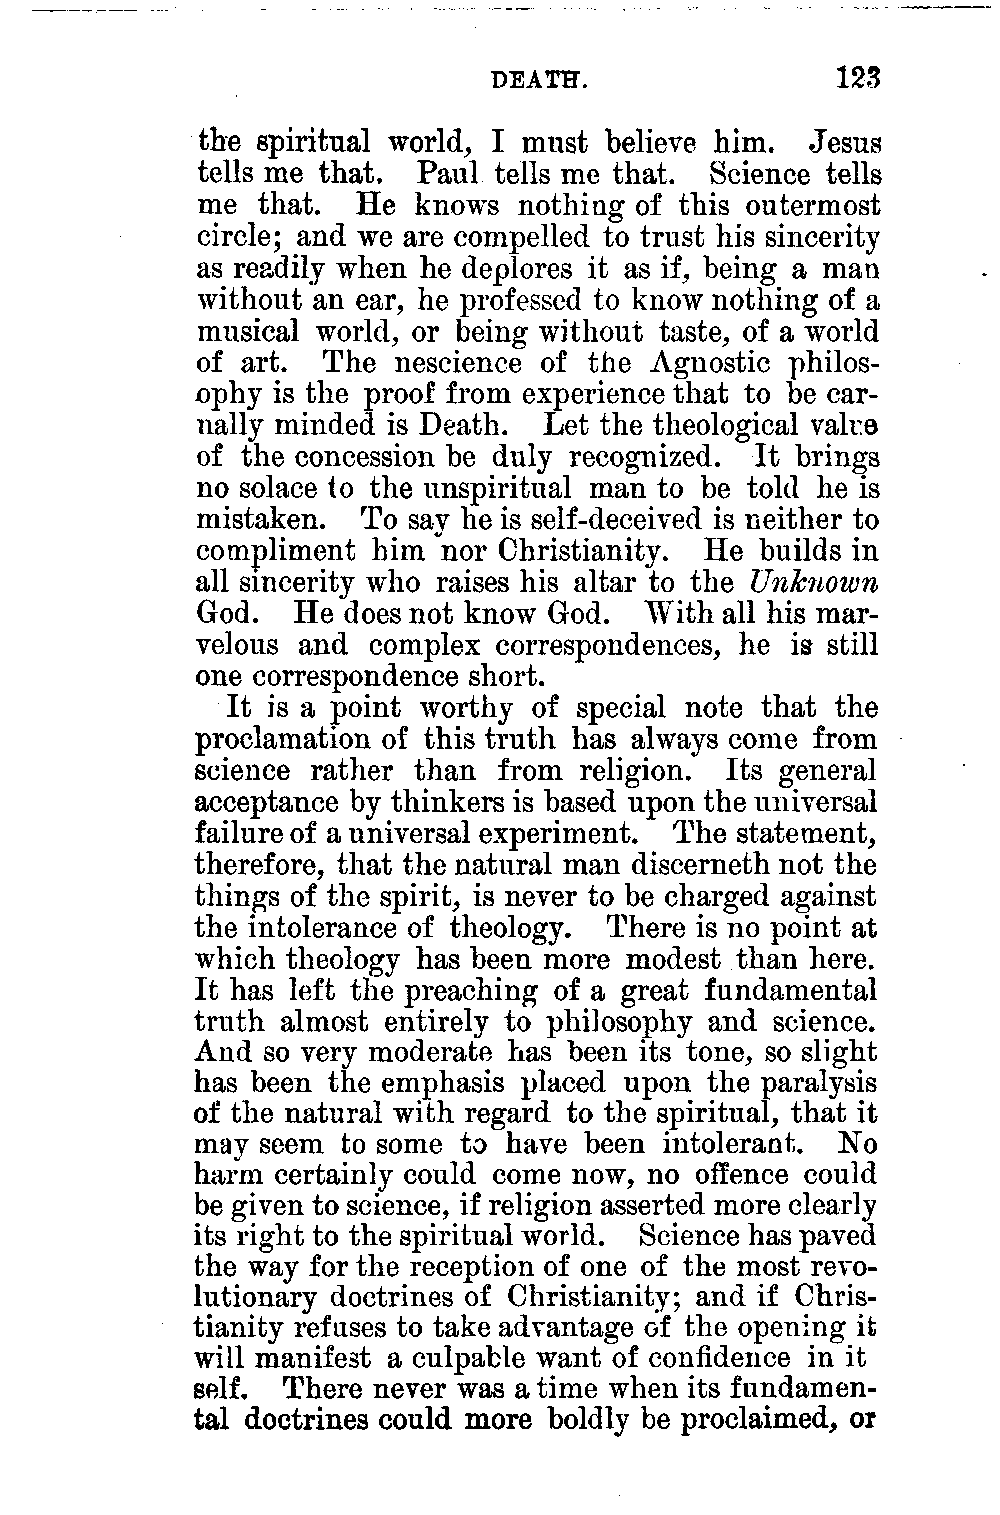 DEATH. 123
the spiritual world, I must believe him. Jesus
tells me that. Paul tells me that. Science tells
me that. He knows nothing of this outermost
circle; and we are compelled to trust his sincerity
as readily when he deplores it as if, being a man
without an ear, he professed to know nothing of a
musical world, or being without taste, of a world
of art. The nescience of the Agnostic philos-
ophy is the proof from experience that to be car-
nally minded is Death. Let the theological value
of the concession be duly recognized. It brings
no solace to the unspiritual man to be told he is
mistaken. To say he is self-deceived is neither to
compliment him nor Christianity. He builds in
all sincerity who raises his altar to the Unknown
God. He does not know God. With all his mar-
velous and complex correspondences, he is still
one correspondence short.
It is a point worthy of special note that the
proclamation of this truth has always come from
science rather than from religion. Its general
acceptance by thinkers is based upon the universal
failure of a universal experiment. The statement,
therefore, that the natural man discerneth not the
things of the spirit, is never to be charged against
the intolerance of theology. There is no point at
which theology has been more modest than here.
It has left the preaching of a great fundamental
truth almost entirely to philosophy and science.
And so very moderate has been its tone, so slight
has been the emphasis placed upon the paralysis
of the natural with regard to the spiritual, that it
may seem to some to have been intolerant. No
harm certainly could come now, no offence could
be given to science, if religion asserted more clearly
its right to the spiritual world. Science has paved
the way for the reception of one of the most revo-
lutionary doctrines of Christianity; and if Chris-
tianity refuses to take advantage of the opening it
will manifest a culpable want of confidence in it
self. There never was a time when its fundamen-
tal doctrines could more boldly be proclaimed, or